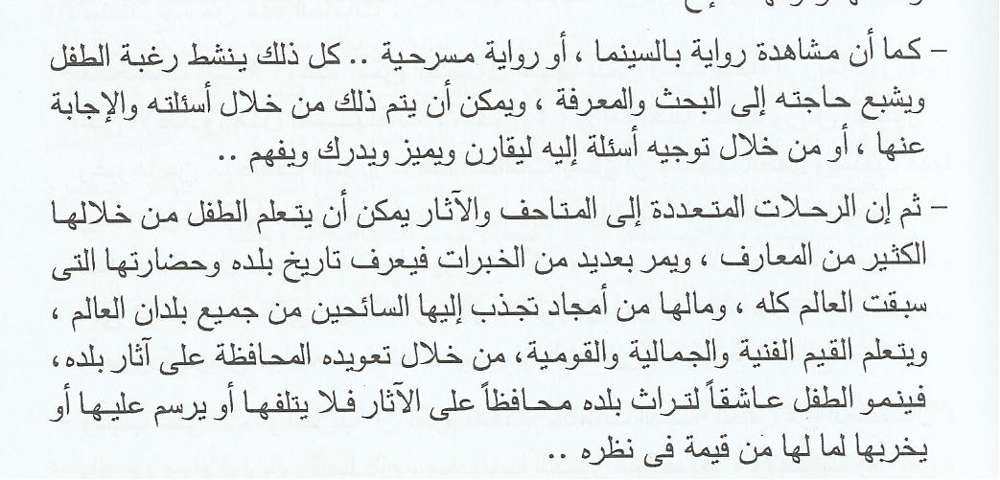 – كما أن مشاهدة رواية بالسينما ، أو رواية مسرحية .. كل ذلك ينشط رغبة الطفل
ويشبع حاجته إلى البحث والمعرفة ، ويمكن أن يتم ذلك من خلال أسئلته والإجابة
عنها ، أو من خلال توجيه أسئلة إليه ليقارن ويميز ويدرك ويفهم ..
– ثم إن الرحلات المتعددة إلى المتاحف والآثار يمكن أن يتعلم الطفل من خلالها
الكثير من المعارف ، ويمر بعديد من الخبرات فيعرف تاريخ بلده وحضارتها التى
سبقت العالم كله ، ومالها من أمجاد تجذب إليها السائحين من جميع بلدان العالم ،
ويتعلم القيم الفنية والجمالية والقومية، من خلال تعويده المحافظة على آثار بلده،
فينمو الطفل عاشقاً لتراث بلده محافظاً على الآثار فلا يتلفها أو يرسم عليها أو
يخربها لما لها من قيمة فى نظره ..